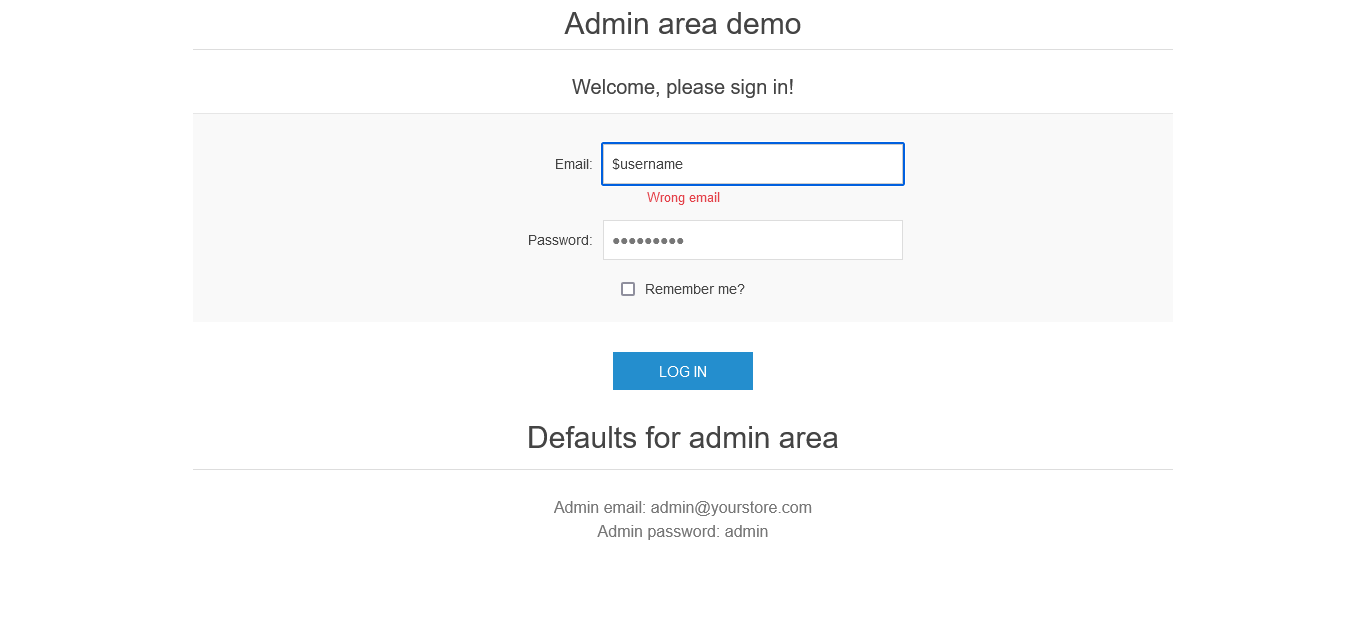 Admin area demo
Welcome, please sign in!
Email: $username
Wrong email
Password: •••••••••
Remember me?
LOG IN
Defaults for admin area
Admin email: admin@yourstore.com
Admin password: admin